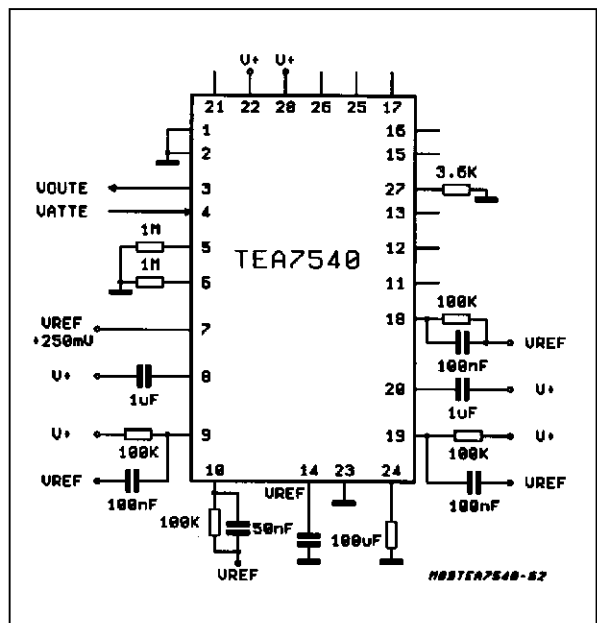 V+ V+
21 22 28 26 25 17
1 16
2 15
3.6K
VOUTE 3 27
VATTE 4 13
1M
5 12
TEA7540
1M
6 11
18 100K
VREF 7
+250mV VREF
100nF
V+ 8 20 V+
1uF 1uF
V+ 9 19 V+
100K 100K
10 14 23 24
VREF VREF VREF
100nF 100nF
100K 50nF 100uF
VREF
MOSTEA7540-52